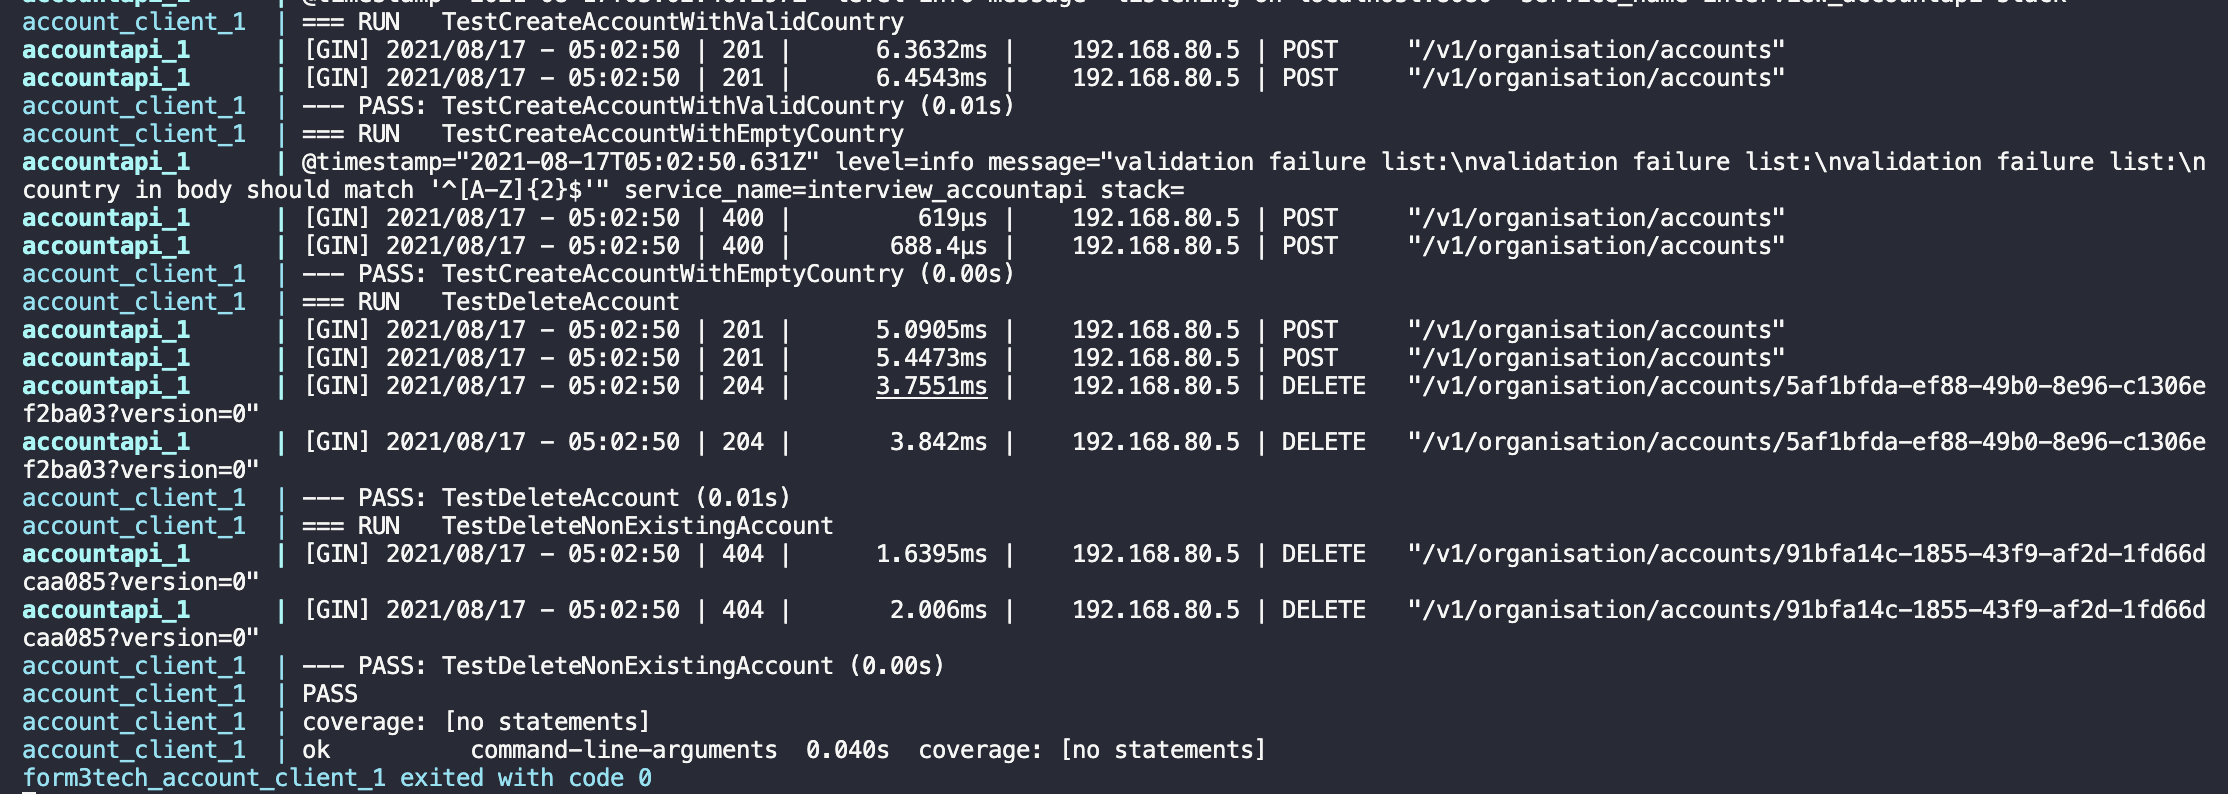 account_client_1  | === RUN   TestCreateAccountWithValidCountry
accountapi_1      | [GIN] 2021/08/17 - 05:02:50 | 201 |      6.3632ms |    192.168.80.5 | POST     "/v1/organisation/accounts"
accountapi_1      | [GIN] 2021/08/17 - 05:02:50 | 201 |      6.4543ms |    192.168.80.5 | POST     "/v1/organisation/accounts"
account_client_1  | --- PASS: TestCreateAccountWithValidCountry (0.01s)
account_client_1  | === RUN   TestCreateAccountWithEmptyCountry
accountapi_1      | @timestamp="2021-08-17T05:02:50.631Z" level=info message="validation failure list:\nvalidation failure list:\nvalidation failure list:\n
country in body should match '^[A-Z]{2}$'" service_name=interview_accountapi stack=
accountapi_1      | [GIN] 2021/08/17 - 05:02:50 | 400 |         619µs |    192.168.80.5 | POST     "/v1/organisation/accounts"
accountapi_1      | [GIN] 2021/08/17 - 05:02:50 | 400 |       688.4µs |    192.168.80.5 | POST     "/v1/organisation/accounts"
account_client_1  | --- PASS: TestCreateAccountWithEmptyCountry (0.00s)
account_client_1  | === RUN   TestDeleteAccount
accountapi_1      | [GIN] 2021/08/17 - 05:02:50 | 201 |      5.0905ms |    192.168.80.5 | POST     "/v1/organisation/accounts"
accountapi_1      | [GIN] 2021/08/17 - 05:02:50 | 201 |      5.4473ms |    192.168.80.5 | POST     "/v1/organisation/accounts"
accountapi_1      | [GIN] 2021/08/17 - 05:02:50 | 204 |      3.7551ms |    192.168.80.5 | DELETE   "/v1/organisation/accounts/5af1bfda-ef88-49b0-8e96-c1306e
f2ba03?version=0"
accountapi_1      | [GIN] 2021/08/17 - 05:02:50 | 204 |       3.842ms |    192.168.80.5 | DELETE   "/v1/organisation/accounts/5af1bfda-ef88-49b0-8e96-c1306e
f2ba03?version=0"
account_client_1  | --- PASS: TestDeleteAccount (0.01s)
account_client_1  | === RUN   TestDeleteNonExistingAccount
accountapi_1      | [GIN] 2021/08/17 - 05:02:50 | 404 |      1.6395ms |    192.168.80.5 | DELETE   "/v1/organisation/accounts/91bfa14c-1855-43f9-af2d-1fd66d
caa085?version=0"
accountapi_1      | [GIN] 2021/08/17 - 05:02:50 | 404 |       2.006ms |    192.168.80.5 | DELETE   "/v1/organisation/accounts/91bfa14c-1855-43f9-af2d-1fd66d
caa085?version=0"
account_client_1  | --- PASS: TestDeleteNonExistingAccount (0.00s)
account_client_1  | PASS
account_client_1  | coverage: [no statements]
account_client_1  | ok          command-line-arguments  0.040s  coverage: [no statements]
form3tech_account_client_1 exited with code 0